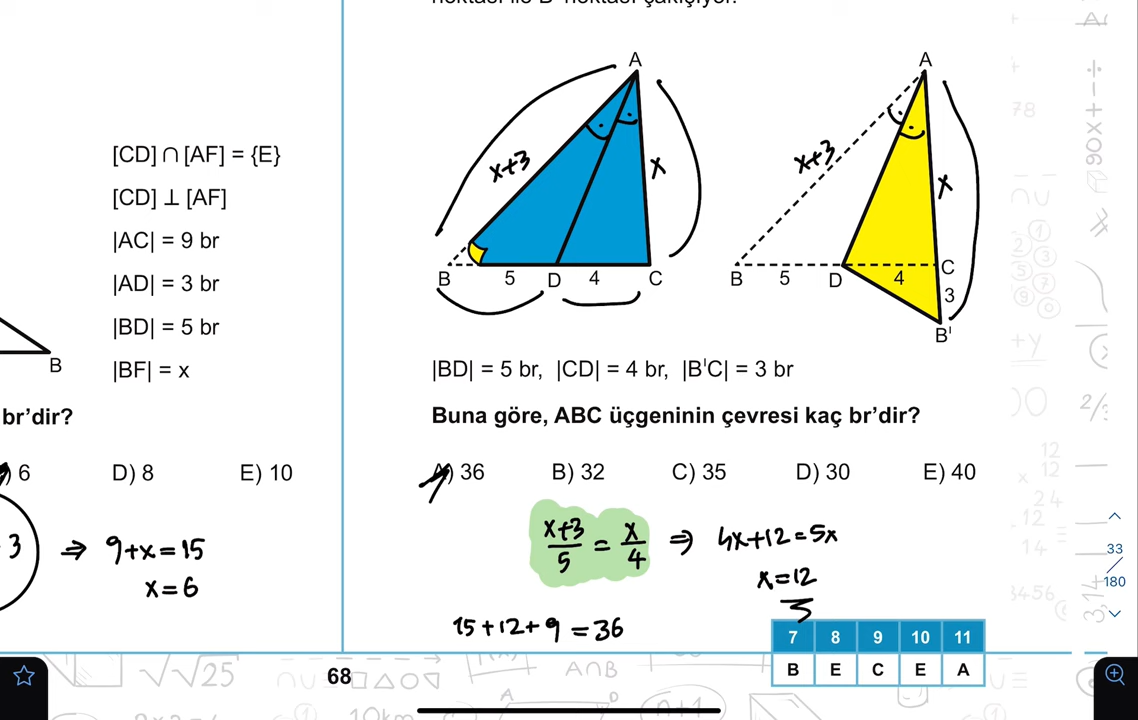 [CD] ∩ [AF] = {E}
[CD] ⊥ [AF]
|AC| = 9 br
|AD| = 3 br
|BD| = 5 br
|BF| = x
B
br’dir?
6 D) 8 E) 10
3 ⇒ 9+x=15
x=6
A
x+3
x
B 5 D 4 C
A
x+3
x
B 5 D 4 C
3
B'
|BD| = 5 br, |CD| = 4 br, |B'C| = 3 br
Buna göre, ABC üçgeninin çevresi kaç br’dir?
A) 36 B) 32 C) 35 D) 30 E) 40
x+3/5 = x/4 ⇒ 4x+12=5x
x=12
15+12+9=36
7 8 9 10 11
B E C E A
68
33
180